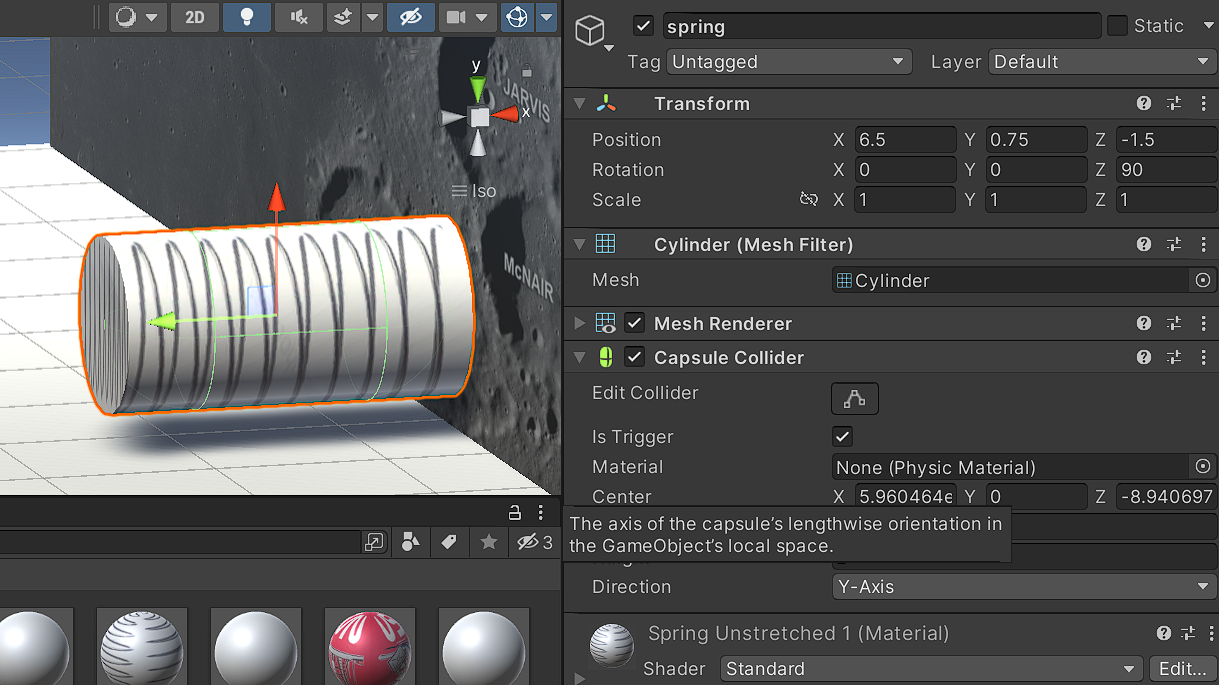 2D
y
x
Iso
JARVIS
McNAIR
3
spring
Static
Tag Untagged Layer Default
Transform
Position X 6.5 Y 0.75 Z -1.5
Rotation X 0 Y 0 Z 90
Scale X 1 Y 1 Z 1
Cylinder (Mesh Filter)
Mesh Cylinder
Mesh Renderer
Capsule Collider
Edit Collider
Is Trigger
Material None (Physic Material)
Center X 5.960464e Y 0 Z -8.940697
The axis of the capsule's lengthwise orientation in
the GameObject's local space.
Direction Y-Axis
Spring Unstretched 1 (Material)
Shader Standard Edit...